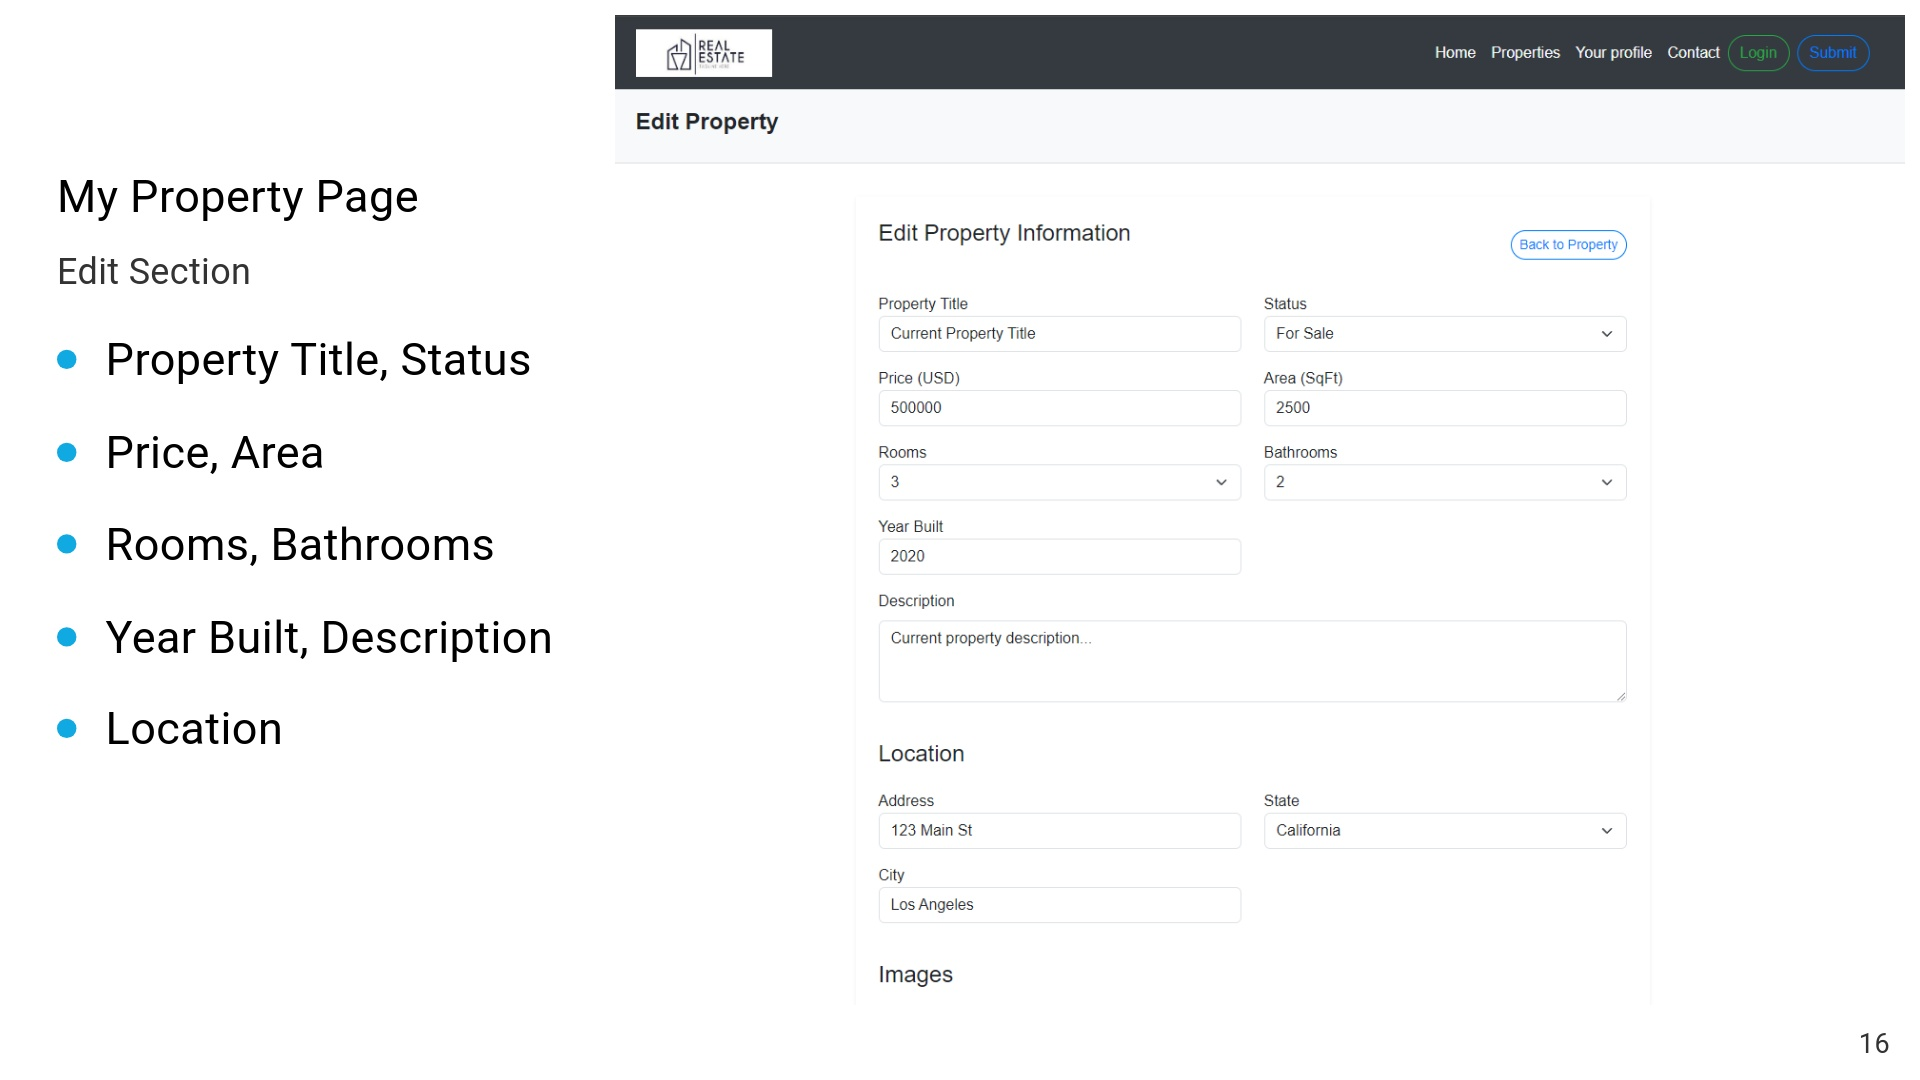 My Property Page
Edit Section
Property Title, Status
Price, Area
Rooms, Bathrooms
Year Built, Description
Location
REAL
ESTATE
Home Properties Your profile Contact Login Submit
Edit Property
Edit Property Information
Back to Property
Property Title Status
Current Property Title For Sale
Price (USD) Area (SqFt)
500000 2500
Rooms Bathrooms
3 2
Year Built
2020
Description
Current property description...
Location
Address State
123 Main St California
City
Los Angeles
Images
16